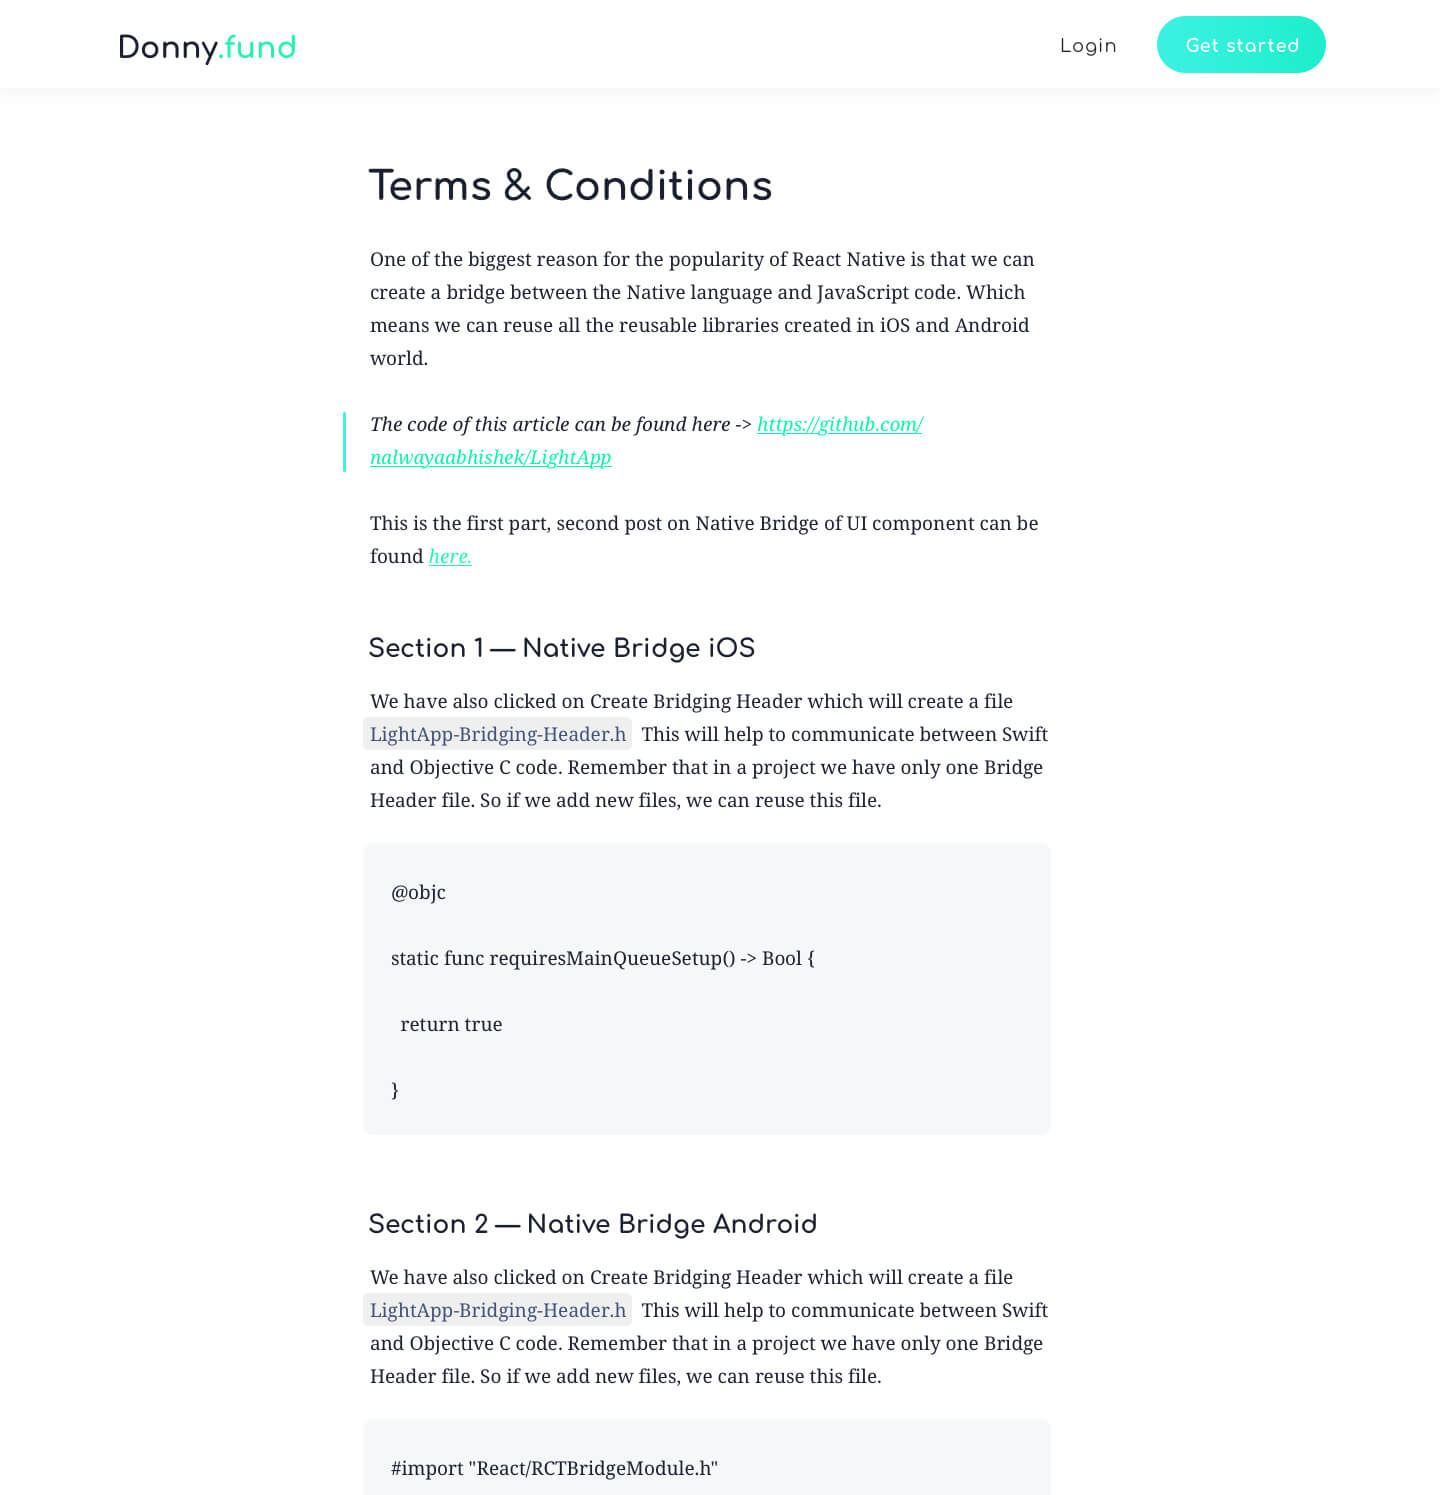 Donny.fund
Login
Get started
Terms & Conditions
One of the biggest reason for the popularity of React Native is that we can
create a bridge between the Native language and JavaScript code. Which
means we can reuse all the reusable libraries created in iOS and Android
world.
The code of this article can be found here -> https://github.com/
nalwayaabhishek/LightApp
This is the first part, second post on Native Bridge of UI component can be
found here.
Section 1 — Native Bridge iOS
We have also clicked on Create Bridging Header which will create a file
LightApp-Bridging-Header.h This will help to communicate between Swift
and Objective C code. Remember that in a project we have only one Bridge
Header file. So if we add new files, we can reuse this file.
@objc
static func requiresMainQueueSetup() -> Bool {
return true
}
Section 2 — Native Bridge Android
We have also clicked on Create Bridging Header which will create a file
LightApp-Bridging-Header.h This will help to communicate between Swift
and Objective C code. Remember that in a project we have only one Bridge
Header file. So if we add new files, we can reuse this file.
#import "React/RCTBridgeModule.h"